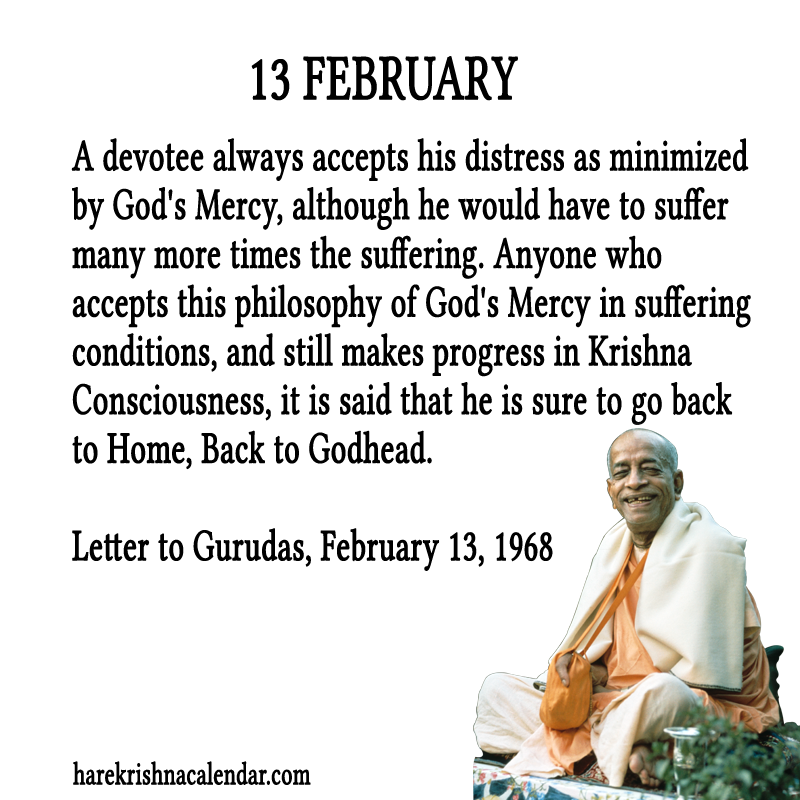 13 FEBRUARY
A devotee always accepts his distress as minimized
by God's Mercy, although he would have to suffer
many more times the suffering. Anyone who
accepts this philosophy of God's Mercy in suffering
conditions, and still makes progress in Krishna
Consciousness, it is said that he is sure to go back
to Home, Back to Godhead.
Letter to Gurudas, February 13, 1968
harekrishnacalendar.com